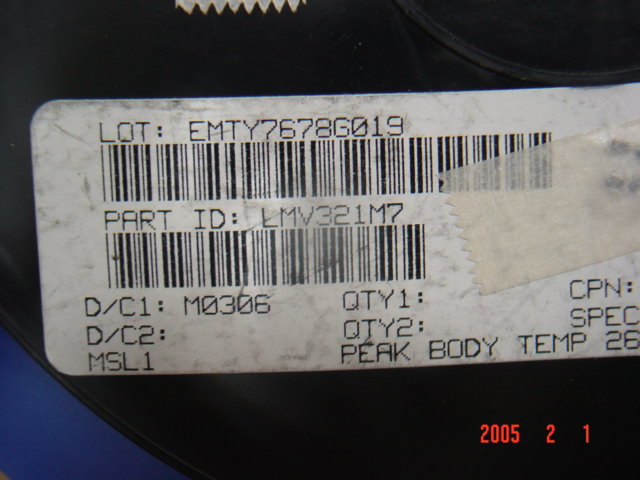 LOT: EMTY7678G019
PART ID: LMV321M7
D/C1: M0306 QTY1: CPN:
D/C2: QTY2: SPEC
MSL1 PEAK BODY TEMP 26
2005 2 1